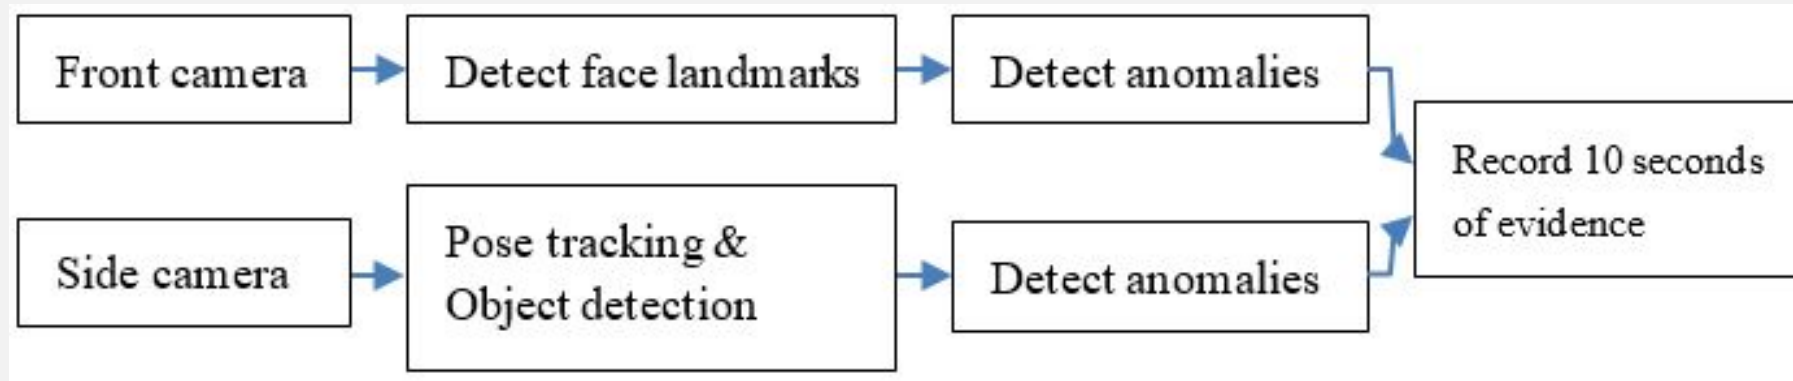 Front camera
Detect face landmarks
Detect anomalies
Record 10 seconds
of evidence
Side camera
Pose tracking &
Object detection
Detect anomalies